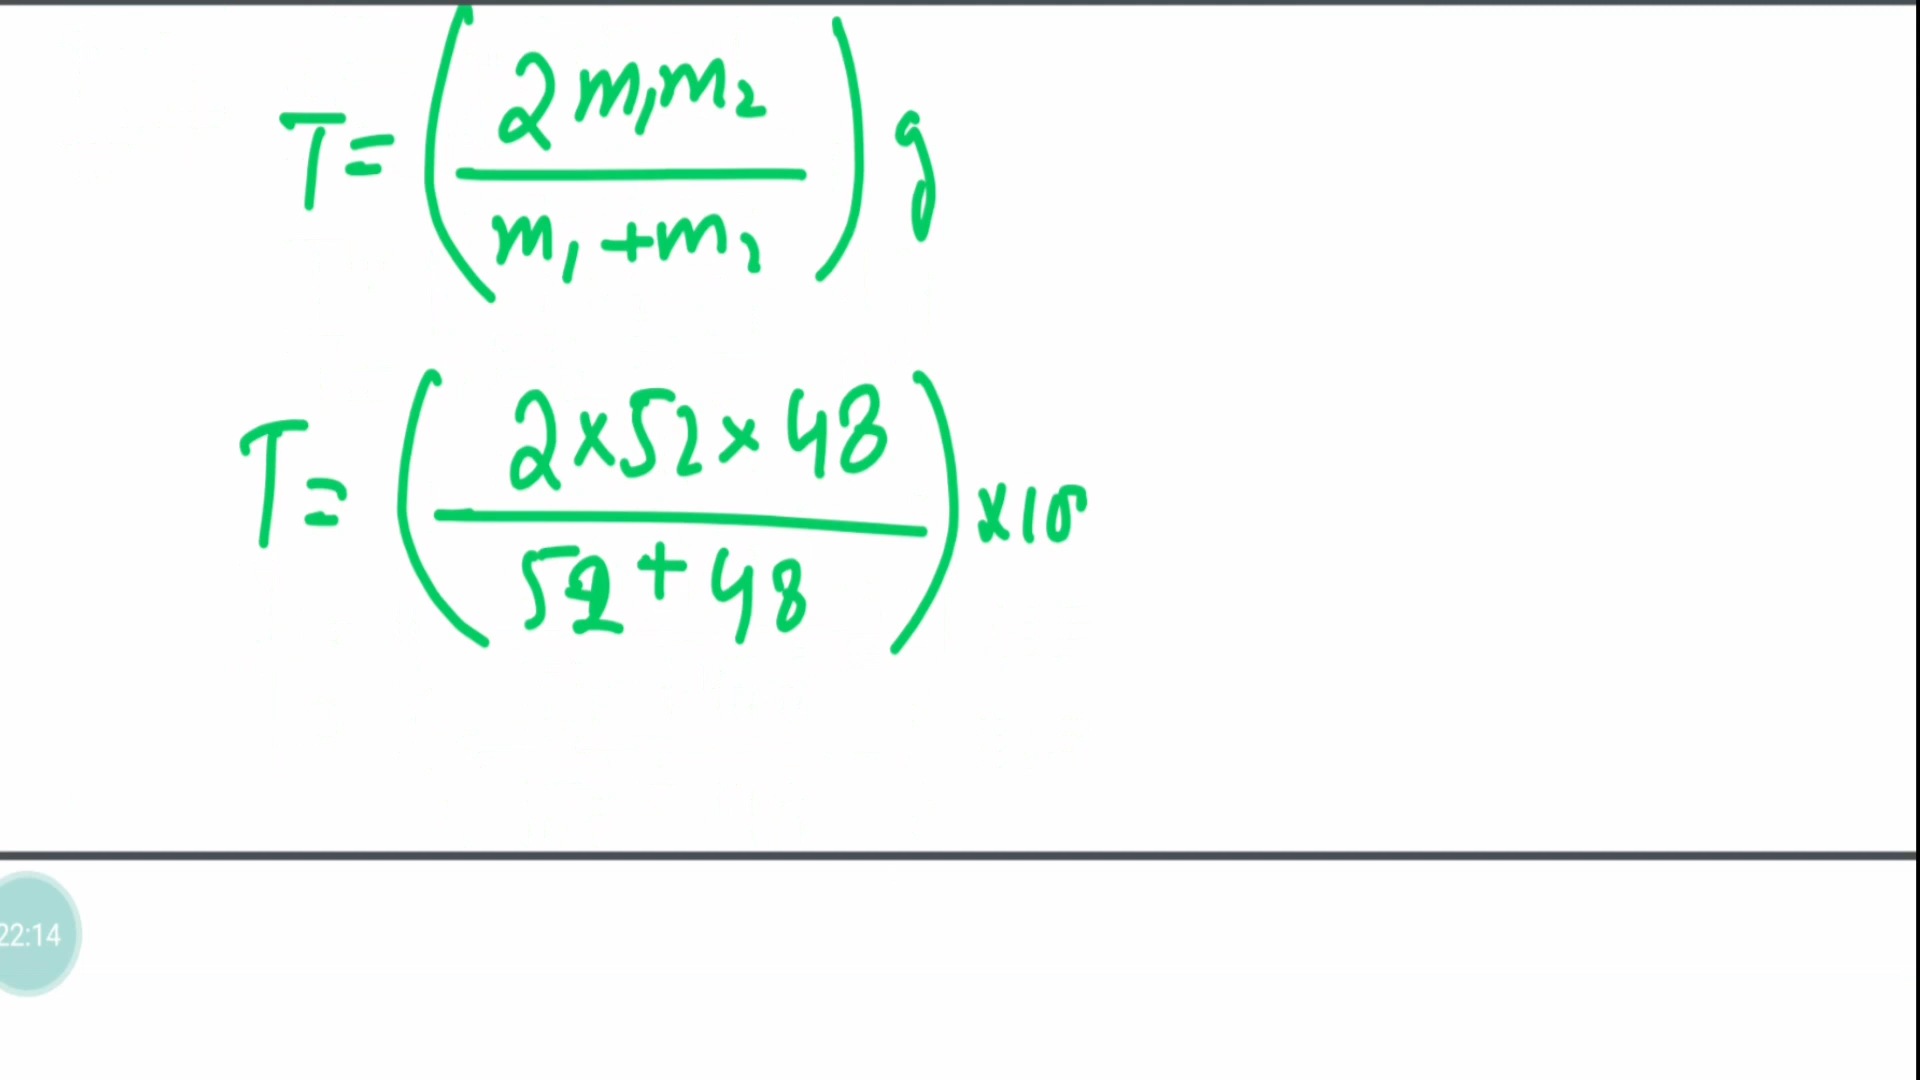 T = (2m₁m₂ / m₁+m₂) g
T = (2×52×48 / 52+48) ×10
22:14